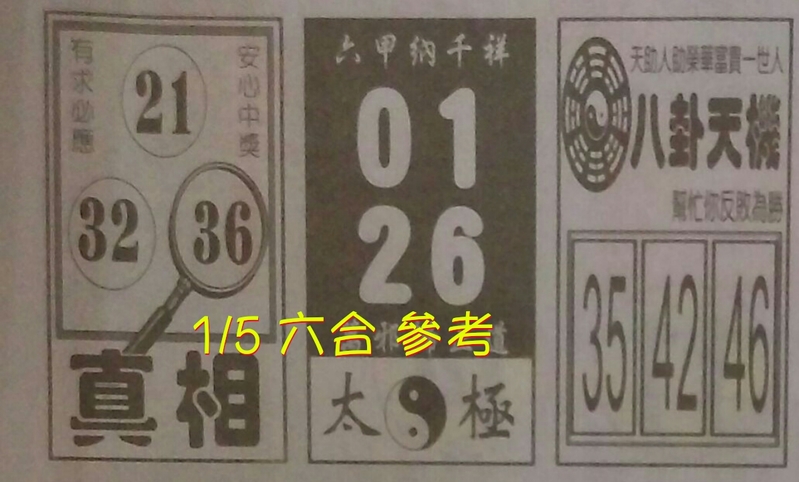 有求必應
安心中獎
21
32
36
真相
六甲納千祥
01
26
1/5 六合 參考
太極
天助人助榮華富貴一世人
八卦天機
幫忙你反敗為勝
35
42
46